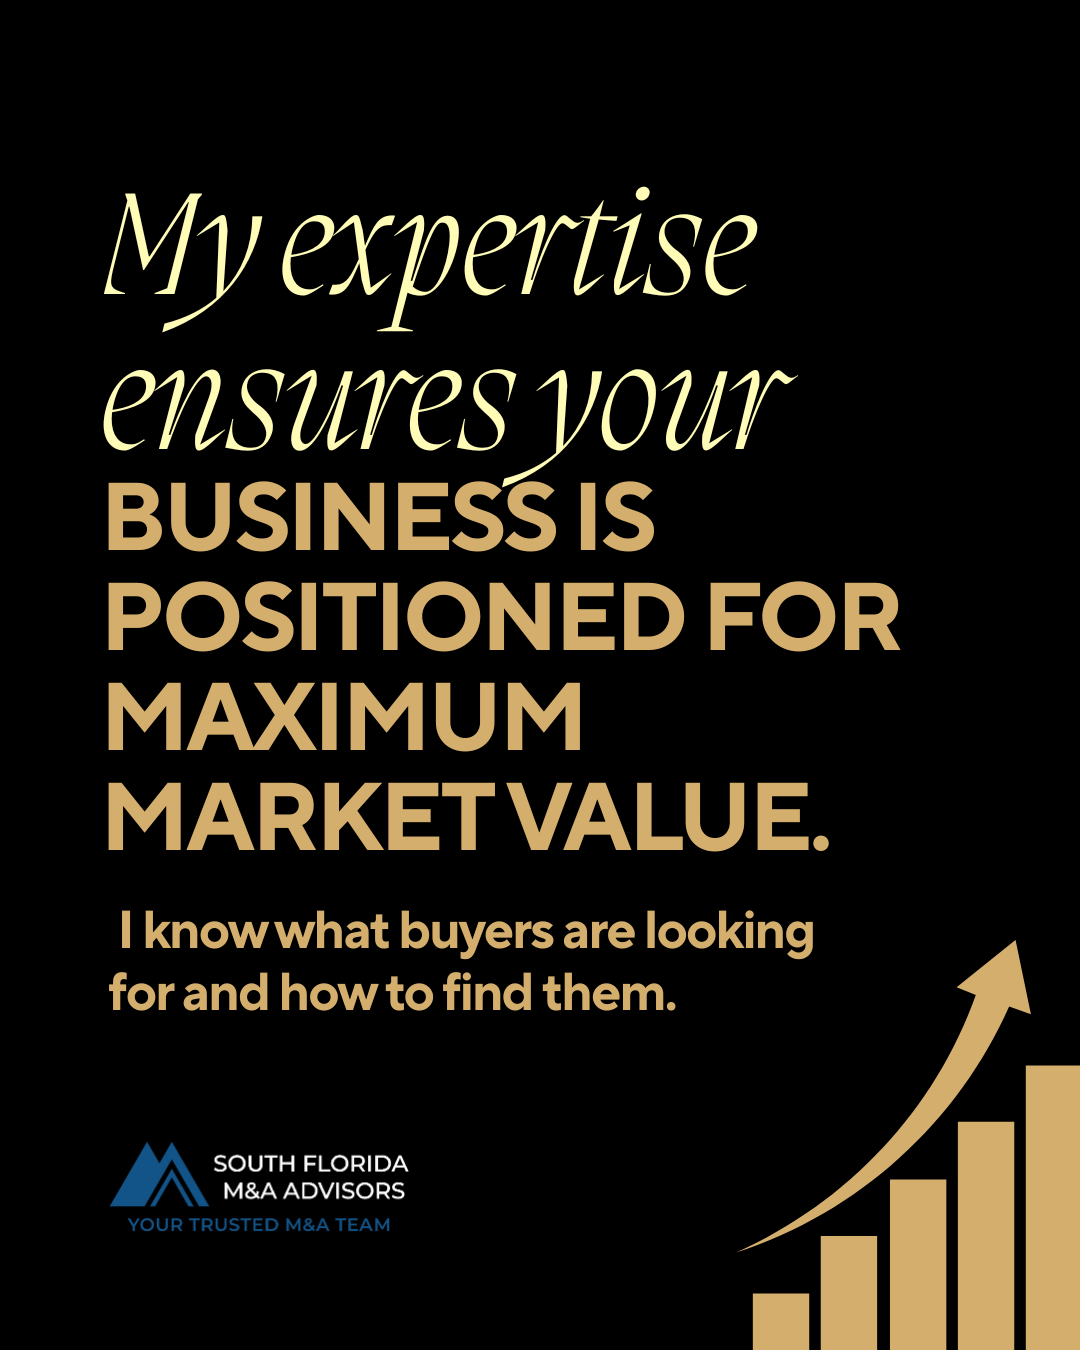 My expertise
ensures your
BUSINESS IS
POSITIONED FOR
MAXIMUM
MARKET VALUE.
I know what buyers are looking
for and how to find them.
SOUTH FLORIDA
M&A ADVISORS
YOUR TRUSTED M&A TEAM